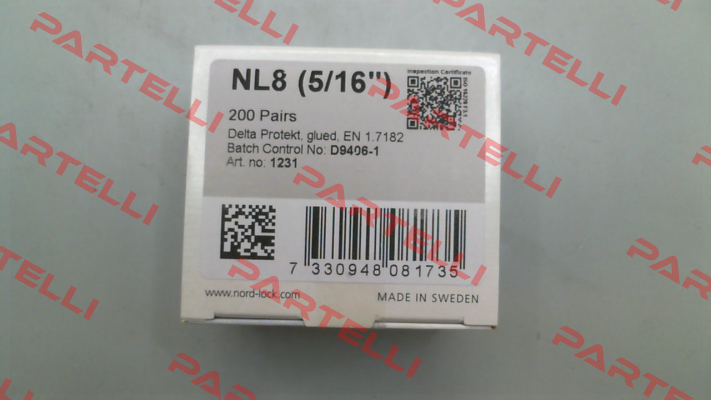 NL8 (5/16")
Inspection Certificate
200 Pairs
Delta Protekt, glued, EN 1.7182
Batch Control No: D9406-1
Art. no: 1231
7 330948 081735
www.nord-lock.com
MADE IN SWEDEN
PARTELLI
PARTELLI
PARTELLI
PARTELLI
PARTELLI
PARTELLI
PARTELLI
PARTELLI